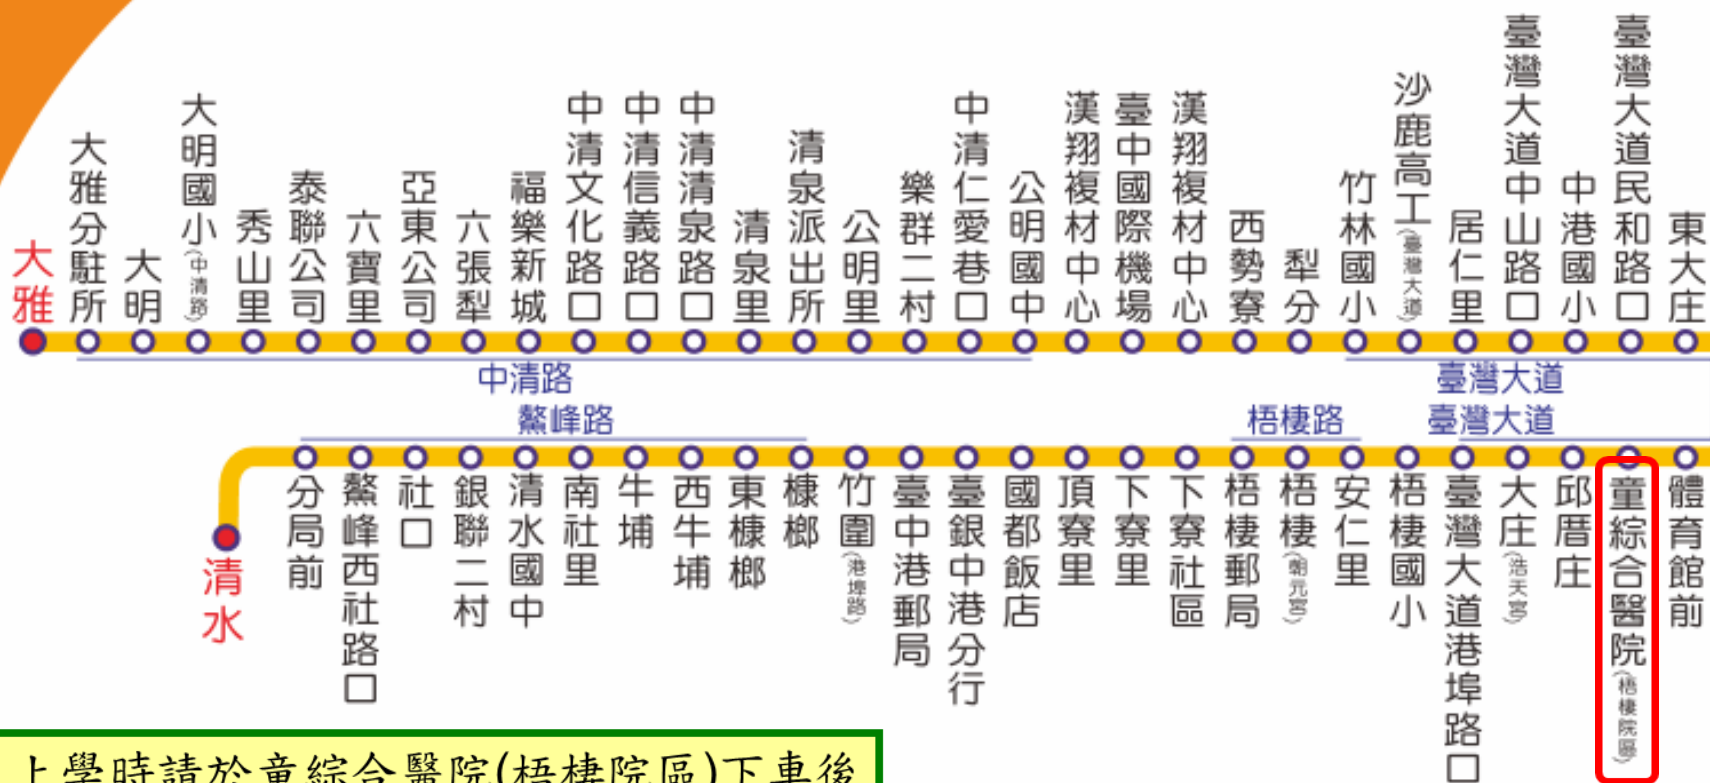 大雅
大雅分駐所
大明
大明國小(中清路)
秀山里
泰聯公司
六寶里
亞東公司
六張犁
福樂新城
中清文化路口
中清信義路口
中清清泉路口
清泉里
清泉派出所
公明里
樂群二村
中清仁愛巷口
公明國中
漢翔複材中心
臺中國際機場
漢翔複材中心
西勢寮
犁分
竹林國小
沙鹿高工(臺灣大道)
居仁里
臺灣大道中山路口
中港國小
臺灣大道民和路口
東大庄
中清路
臺灣大道
鰲峰路
梧棲路
臺灣大道
清水
分局前
鰲峰西社路口
社口
銀聯二村
清水國中
南社里
牛埔
西牛埔
東槺榔
槺榔
竹圍(港埠路)
臺中港郵局
臺銀中港分行
國都飯店
頂寮里
下寮里
下寮社區
梧棲郵局
梧棲(朝元宮)
安仁里
梧棲國小
臺灣大道港埠路口
大庄(浩天宮)
邱厝庄
童綜合醫院(梧棲院區)
體育館前
上學時請於童綜合醫院(梧棲院區)下車後